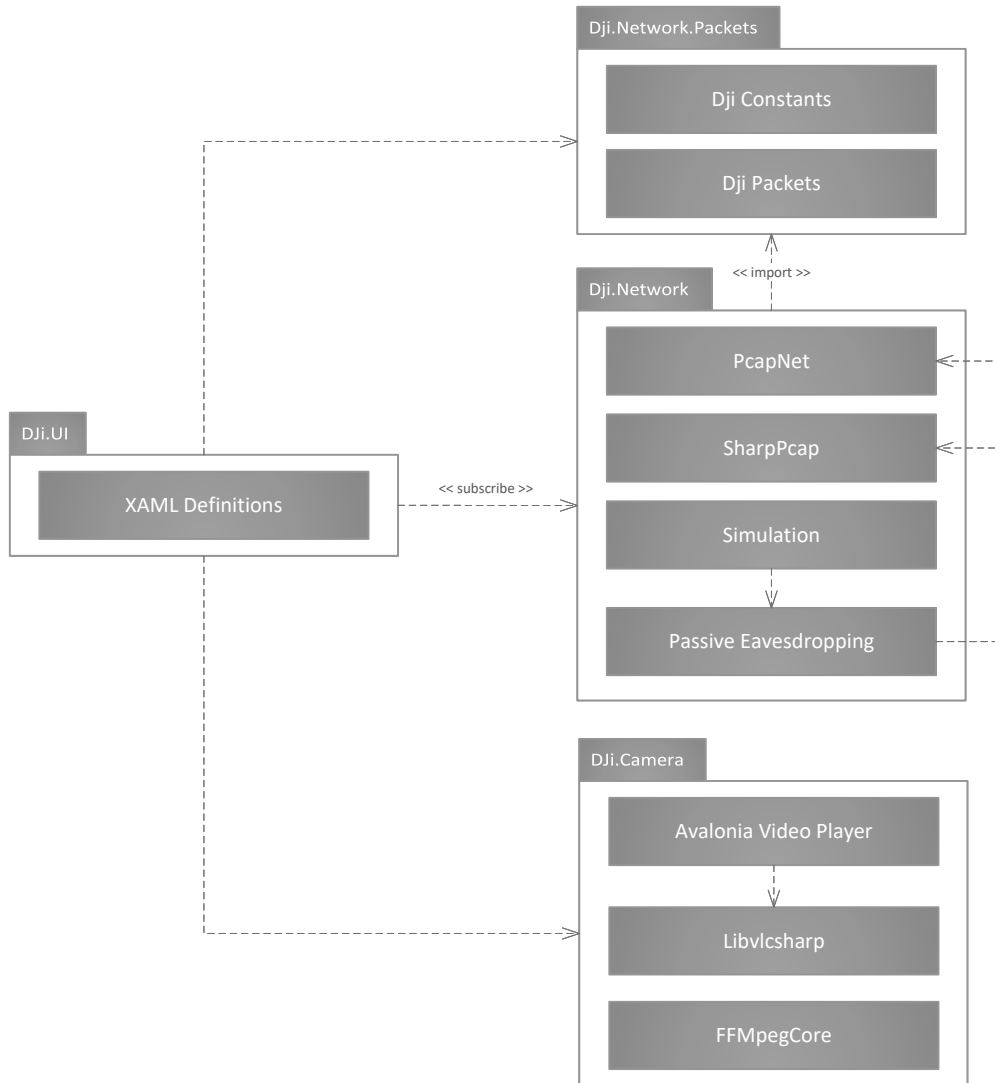 Dji.Network.Packets
Dji Constants
Dji Packets
<< import >>
Dji.Network
PcapNet
SharpPcap
Simulation
Passive Eavesdropping
DJi.UI
XAML Definitions
<< subscribe >>
DJi.Camera
Avalonia Video Player
Libvlcsharp
FFMpegCore